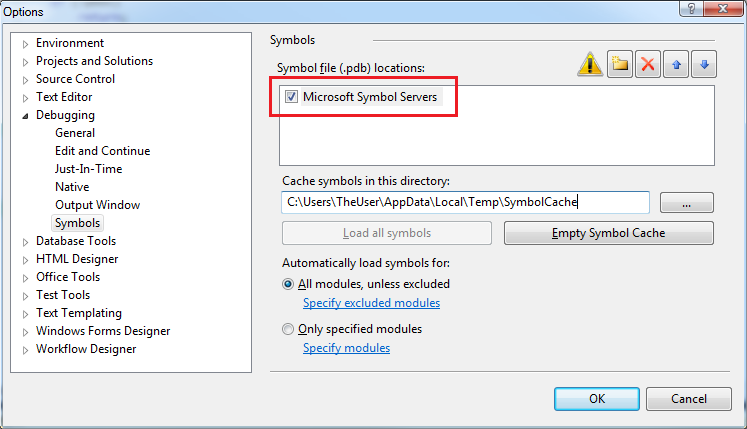 Options
Environment
Projects and Solutions
Source Control
Text Editor
Debugging
General
Edit and Continue
Just-In-Time
Native
Output Window
Symbols
Database Tools
HTML Designer
Office Tools
Test Tools
Text Templating
Windows Forms Designer
Workflow Designer
Symbols
Symbol file (.pdb) locations:
Microsoft Symbol Servers
Cache symbols in this directory:
C:\Users\TheUser\AppData\Local\Temp\SymbolCache
...
Load all symbols
Empty Symbol Cache
Automatically load symbols for:
All modules, unless excluded
Specify excluded modules
Only specified modules
Specify modules
OK
Cancel